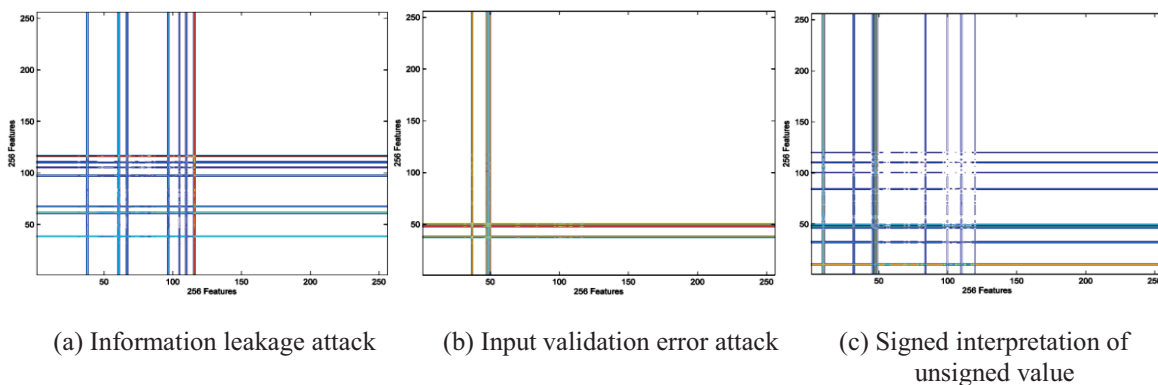 250
200
150
100
50
256 Features
50 100 150 200 250
256 Features
(a) Information leakage attack
250
200
150
100
50
256 Features
50 100 150 200 250
256 Features
(b) Input validation error attack
250
200
150
100
50
256 Features
50 100 150 200 250
256 Features
(c) Signed interpretation of
unsigned value